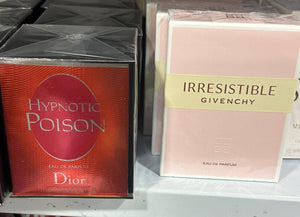 HYPNOTIC
POISON
EAU DE PARFUM
Dior
IRRESISTIBLE
GIVENCHY
EAU DE PARFUM